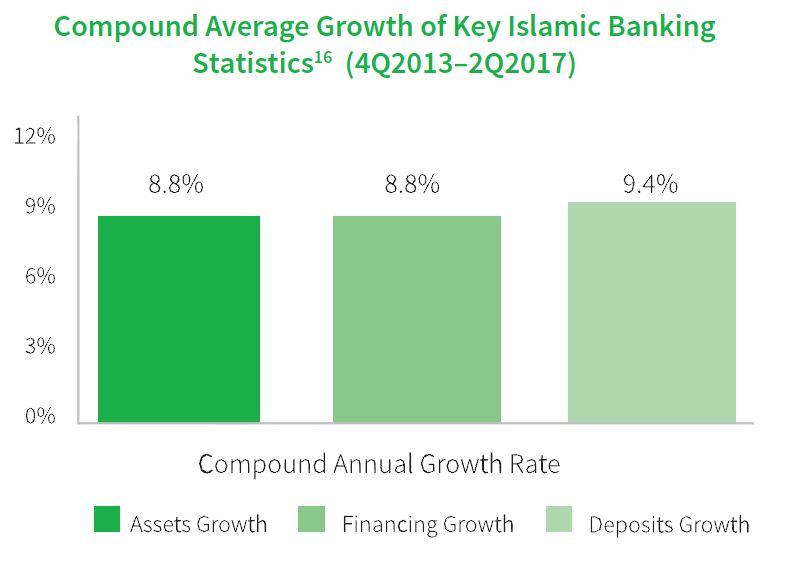 Compound Average Growth of Key Islamic Banking
Statistics¹⁶ (4Q2013–2Q2017)
12%
9%
6%
3%
0%
8.8%
8.8%
9.4%
Compound Annual Growth Rate
Assets Growth
Financing Growth
Deposits Growth